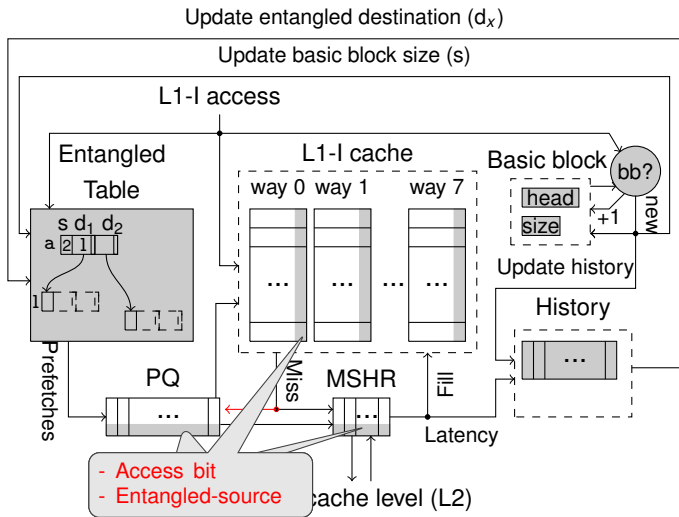 Update entangled destination (dx)
Update basic block size (s)
L1-I access
Entangled
Table
L1-I cache
way 0 way 1 way 7
Basic block
bb?
head
size
+1
new
s d1 d2
a 2 l
...
...
...
...
l
Update history
History
...
Prefetches
PQ
...
Miss
MSHR
...
Fill
Latency
- Access bit
- Entangled-source
cache level (L2)